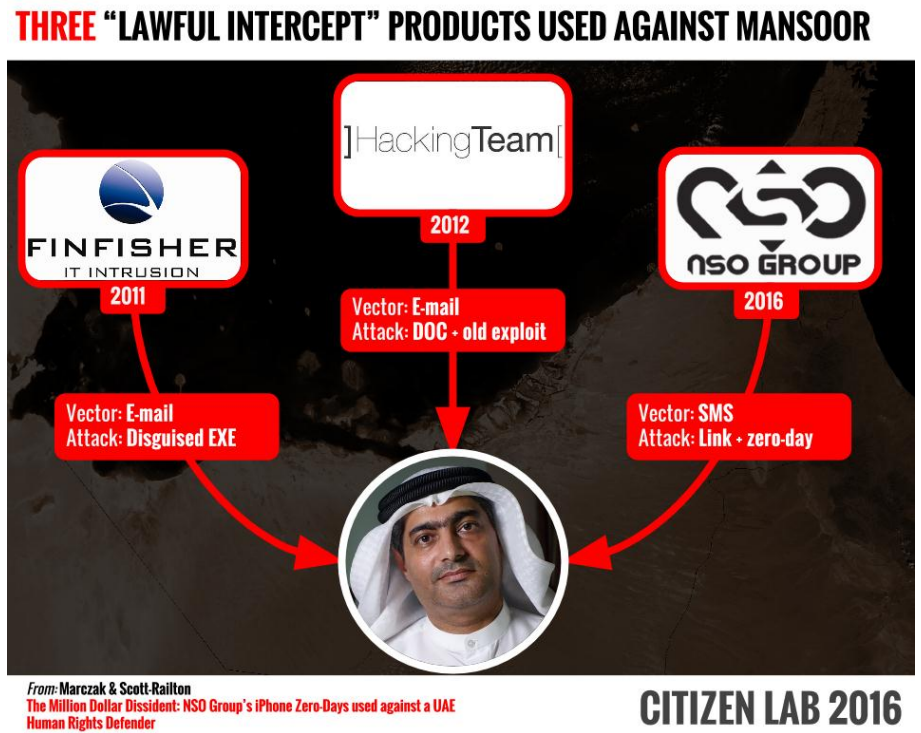 THREE “LAWFUL INTERCEPT” PRODUCTS USED AGAINST MANSOOR
FINFISHER
IT INTRUSION
2011
Vector: E-mail
Attack: Disguised EXE
]HackingTeam[
2012
Vector: E-mail
Attack: DOC + old exploit
NSO
NSO GROUP
2016
Vector: SMS
Attack: Link + zero-day
From: Marczak & Scott-Railton
The Million Dollar Dissident: NSO Group’s iPhone Zero-Days used against a UAE
Human Rights Defender
CITIZEN LAB 2016